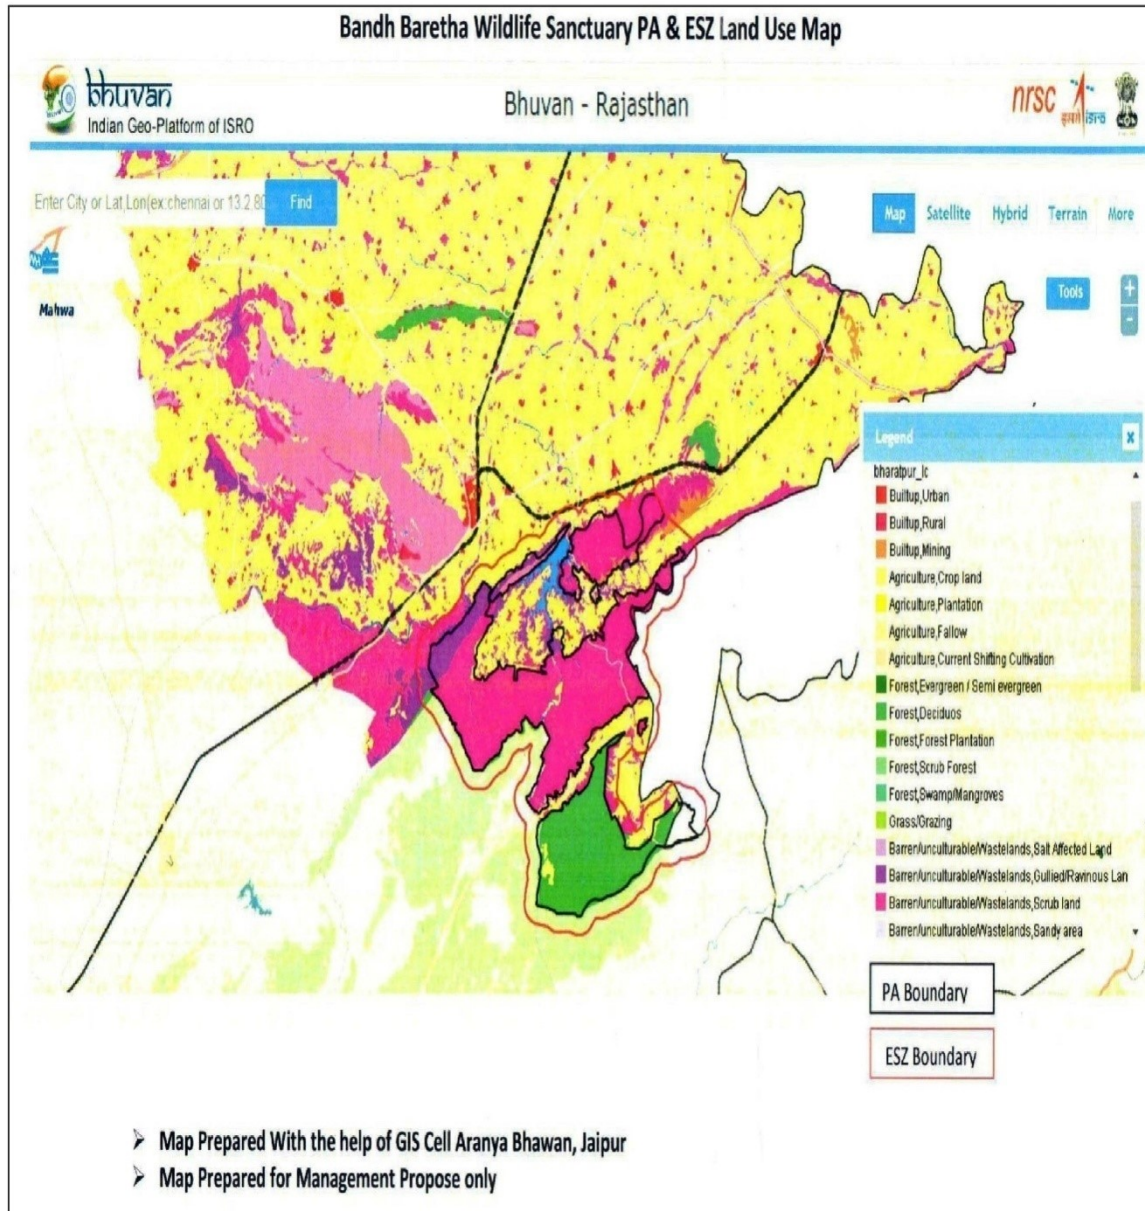 Bandh Baretha Wildlife Sanctuary PA & ESZ Land Use Map
bhuvan
Indian Geo-Platform of ISRO
Bhuvan - Rajasthan
nrsc
इसरो isro
Enter City or Lat,Lon(ex:chennai or 13.2,80
Find
Map
Satellite
Hybrid
Terrain
More
Tools
+
-
Mahwa
Legend
x
bharatpur_lc
Builtup,Urban
Builtup,Rural
Builtup,Mining
Agriculture,Crop land
Agriculture,Plantation
Agriculture,Fallow
Agriculture,Current Shifting Cultivation
Forest,Evergreen / Semi evergreen
Forest,Deciduos
Forest,Forest Plantation
Forest,Scrub Forest
Forest,Swamp/Mangroves
Grass/Grazing
Barren/unculturable/Wastelands,Salt Affected Land
Barren/unculturable/Wastelands,Gullied/Ravinous Lan
Barren/unculturable/Wastelands,Scrub land
Barren/unculturable/Wastelands,Sandy area
PA Boundary
ESZ Boundary
➢ Map Prepared With the help of GIS Cell Aranya Bhawan, Jaipur
➢ Map Prepared for Management Propose only